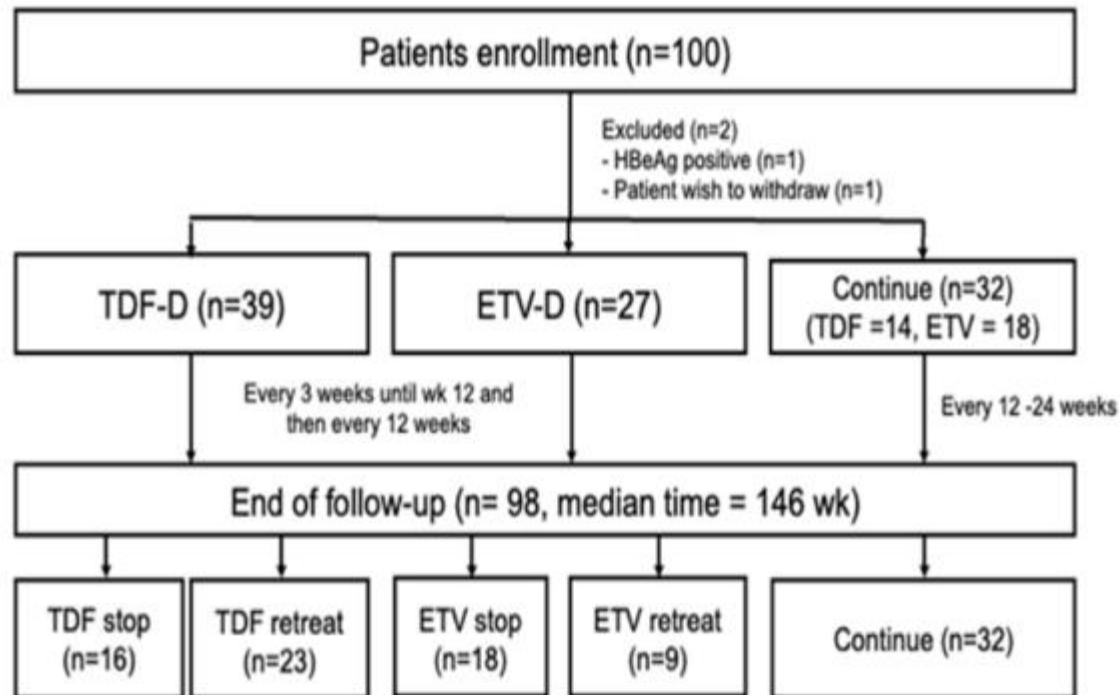 Patients enrollment (n=100)
Excluded (n=2)
- HBeAg positive (n=1)
- Patient wish to withdraw (n=1)
TDF-D (n=39)
ETV-D (n=27)
Continue (n=32)
(TDF =14, ETV = 18)
Every 3 weeks until wk 12 and
then every 12 weeks
Every 12 -24 weeks
End of follow-up (n= 98, median time = 146 wk)
TDF stop
(n=16)
TDF retreat
(n=23)
ETV stop
(n=18)
ETV retreat
(n=9)
Continue (n=32)